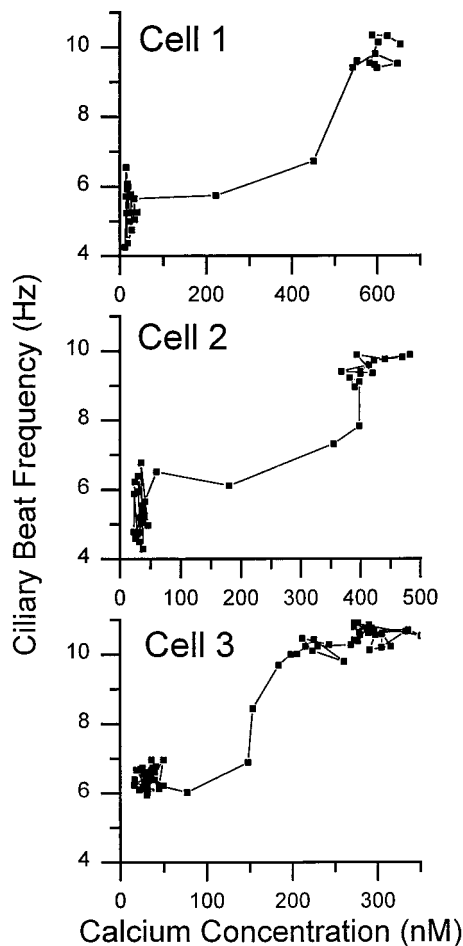 Cell 1
10
8
6
4
0 200 400 600
Cell 2
10
8
6
4
0 100 200 300 400 500
Cell 3
10
8
6
4
0 100 200 300
Ciliary Beat Frequency (Hz)
Calcium Concentration (nM)